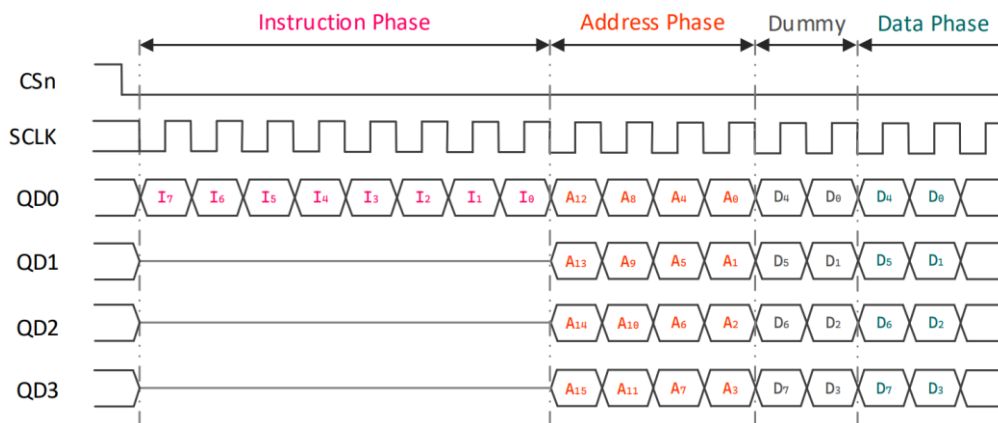 Instruction Phase Address Phase Dummy Data Phase
CSn
SCLK
QD0 I₇ I₆ I₅ I₄ I₃ I₂ I₁ I₀ A₁₂ A₈ A₄ A₀ D₄ D₀ D₄ D₀
QD1 A₁₃ A₉ A₅ A₁ D₅ D₁ D₅ D₁
QD2 A₁₄ A₁₀ A₆ A₂ D₆ D₂ D₆ D₂
QD3 A₁₅ A₁₁ A₇ A₃ D₇ D₃ D₇ D₃